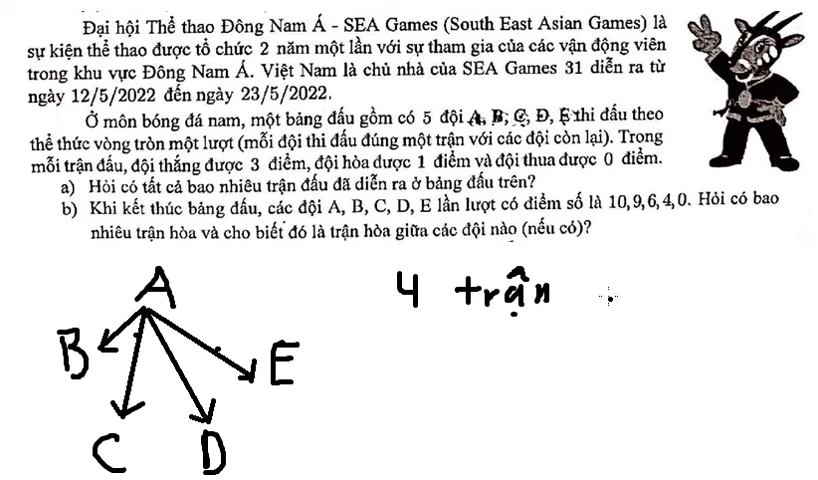 Đại hội Thể thao Đông Nam Á - SEA Games (South East Asian Games) là
sự kiện thể thao được tổ chức 2 năm một lần với sự tham gia của các vận động viên
trong khu vực Đông Nam Á. Việt Nam là chủ nhà của SEA Games 31 diễn ra từ
ngày 12/5/2022 đến ngày 23/5/2022.
Ở môn bóng đá nam, một bảng đấu gồm có 5 đội A, B, C, D, E thi đấu theo
thể thức vòng tròn một lượt (mỗi đội thi đấu đúng một trận với các đội còn lại). Trong
mỗi trận đấu, đội thắng được 3 điểm, đội hòa được 1 điểm và đội thua được 0 điểm.
a) Hỏi có tất cả bao nhiêu trận đấu đã diễn ra ở bảng đấu trên?
b) Khi kết thúc bảng đấu, các đội A, B, C, D, E lần lượt có điểm số là 10, 9, 6, 4, 0. Hỏi có bao
nhiêu trận hòa và cho biết đó là trận hòa giữa các đội nào (nếu có)?
A
4 trận
B
E
C
D